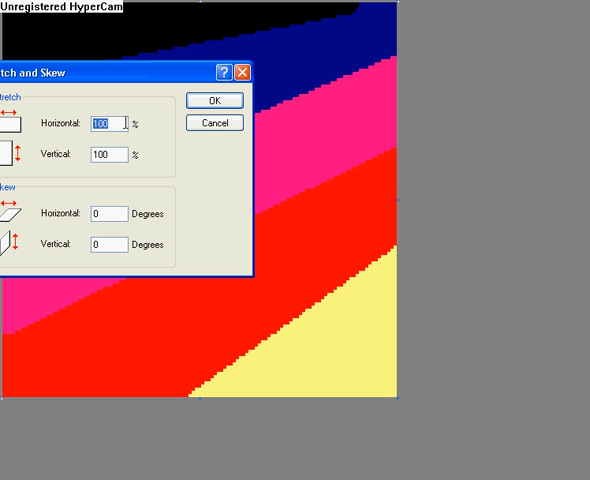 Unregistered HyperCam
tch and Skew
tretch
Horizontal: 100 %
Vertical: 100 %
OK
Cancel
kew
Horizontal: 0 Degrees
Vertical: 0 Degrees